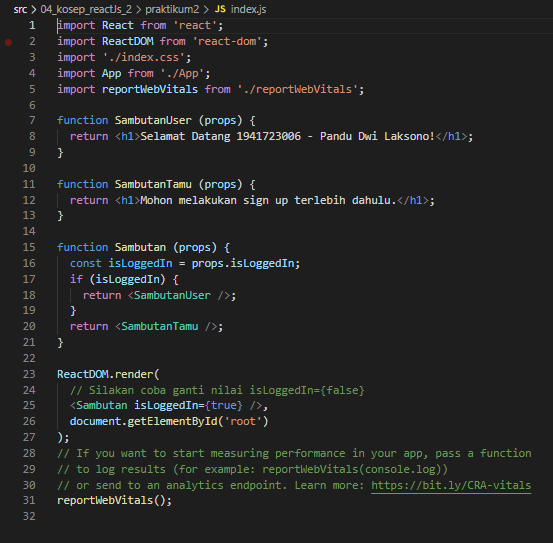 src > 04_kosep_reactJs_2 > praktikum2 > JS index.js
1 import React from 'react';
2 import ReactDOM from 'react-dom';
3 import './index.css';
4 import App from './App';
5 import reportWebVitals from './reportWebVitals';
6
7 function SambutanUser (props) {
8   return <h1>Selamat Datang 1941723006 - Pandu Dwi Laksono!</h1>;
9 }
10
11 function SambutanTamu (props) {
12   return <h1>Mohon melakukan sign up terlebih dahulu.</h1>;
13 }
14
15 function Sambutan (props) {
16   const isLoggedIn = props.isLoggedIn;
17   if (isLoggedIn) {
18     return <SambutanUser />;
19   }
20   return <SambutanTamu />;
21 }
22
23 ReactDOM.render(
24   // Silakan coba ganti nilai isLoggedIn={false}
25   <Sambutan isLoggedIn={true} />,
26   document.getElementById('root')
27 );
28 // If you want to start measuring performance in your app, pass a function
29 // to log results (for example: reportWebVitals(console.log))
30 // or send to an analytics endpoint. Learn more: https://bit.ly/CRA-vitals
31 reportWebVitals();
32